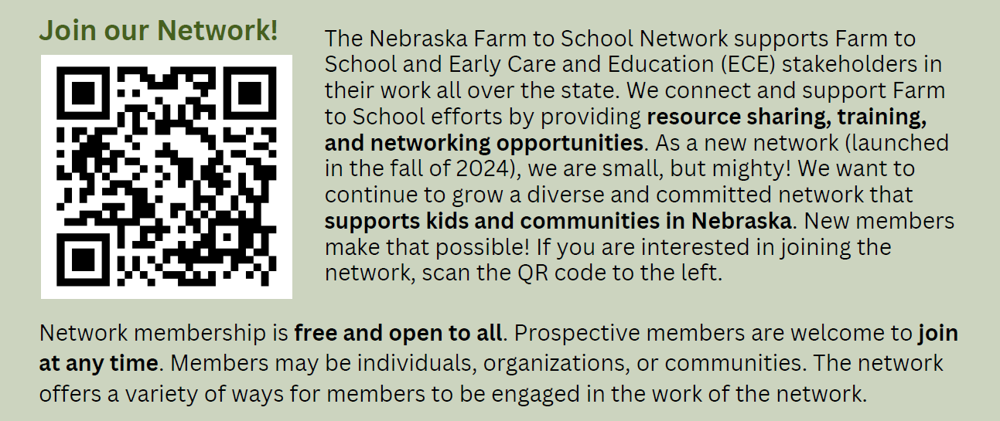 Join our Network!
The Nebraska Farm to School Network supports Farm to
School and Early Care and Education (ECE) stakeholders in
their work all over the state. We connect and support Farm
to School efforts by providing resource sharing, training,
and networking opportunities. As a new network (launched
in the fall of 2024), we are small, but mighty! We want to
continue to grow a diverse and committed network that
supports kids and communities in Nebraska. New members
make that possible! If you are interested in joining the
network, scan the QR code to the left.
Network membership is free and open to all. Prospective members are welcome to join
at any time. Members may be individuals, organizations, or communities. The network
offers a variety of ways for members to be engaged in the work of the network.